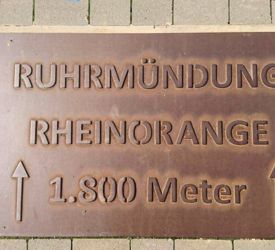 RUHRMÜNDUNG
RHEINORANGE
1.800 Meter